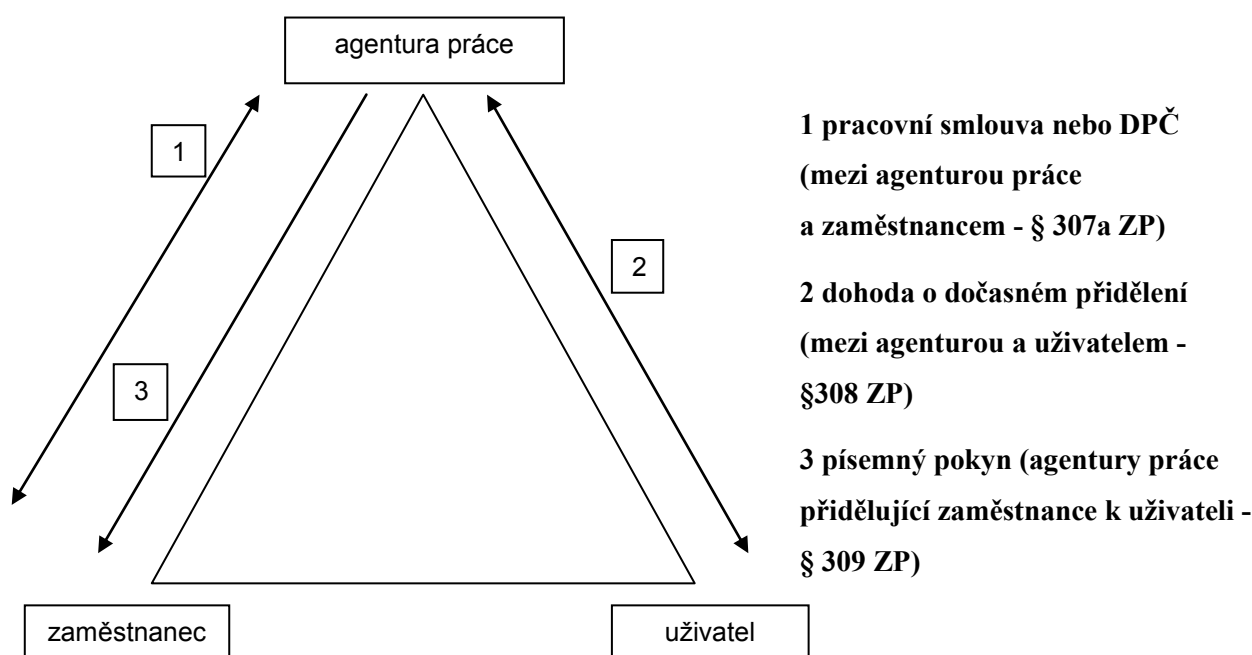 agentura práce
1
2
3
zaměstnanec
uživatel
1 pracovní smlouva nebo DPČ
(mezi agenturou práce
a zaměstnancem - § 307a ZP)
2 dohoda o dočasném přidělení
(mezi agenturou a uživatelem -
§308 ZP)
3 písemný pokyn (agentury práce
přidělující zaměstnance k uživateli -
§ 309 ZP)